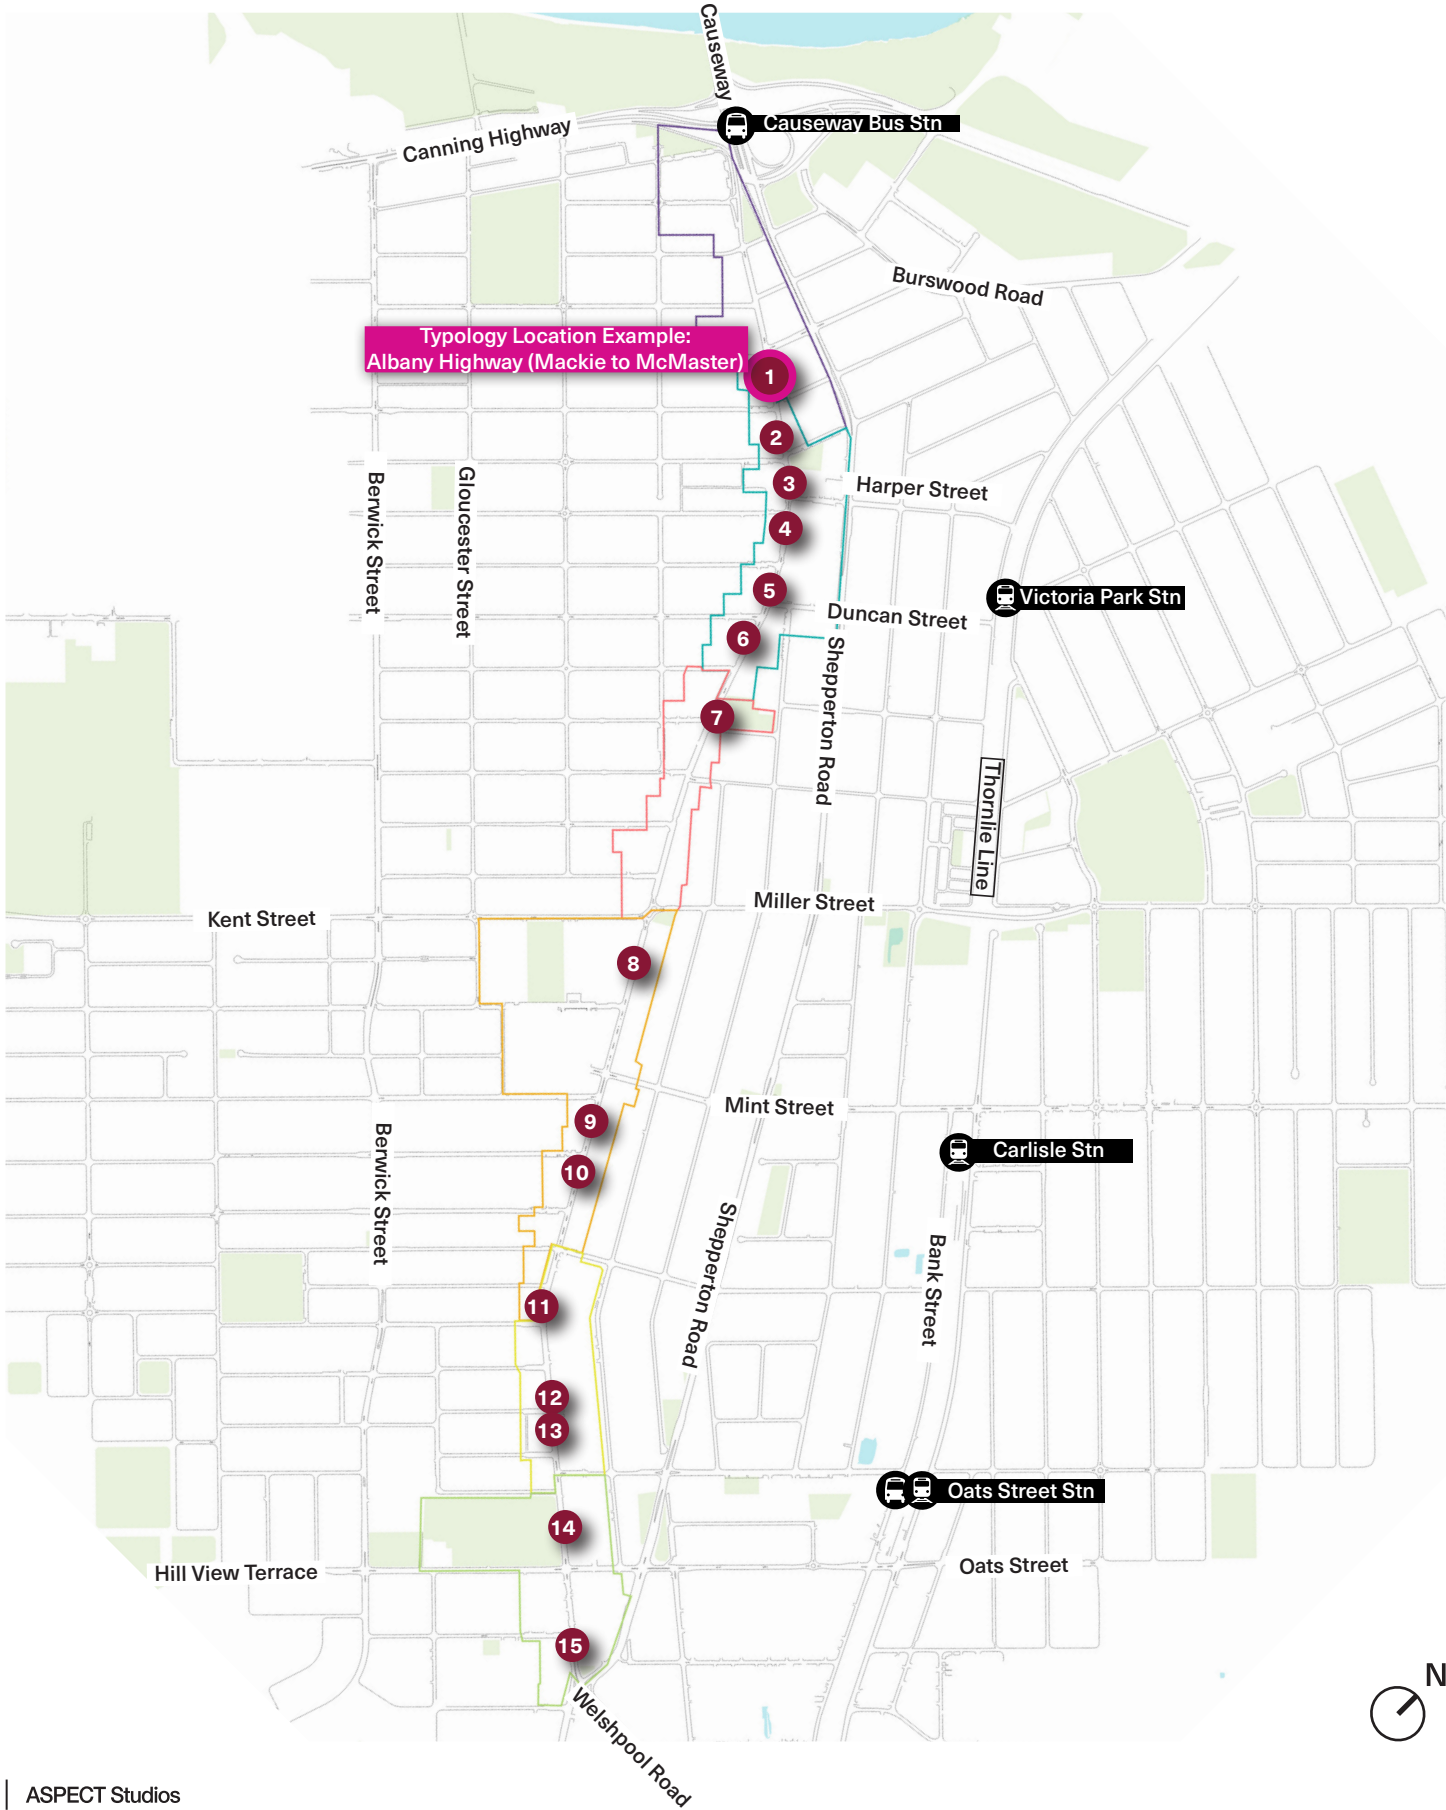 Causeway
Causeway Bus Stn
Canning Highway
Burswood Road
Typology Location Example:
Albany Highway (Mackie to McMaster)
1
2
3
Harper Street
Berwick Street
Gloucester Street
4
5
Victoria Park Stn
Duncan Street
6
Shepperton Road
7
Thornlie Line
Miller Street
Kent Street
8
Mint Street
9
Berwick Street
Carlisle Stn
10
Shepperton Road
Bank Street
11
12
13
Oats Street Stn
14
Hill View Terrace
Oats Street
15
N
Welshpool Road
ASPECT Studios